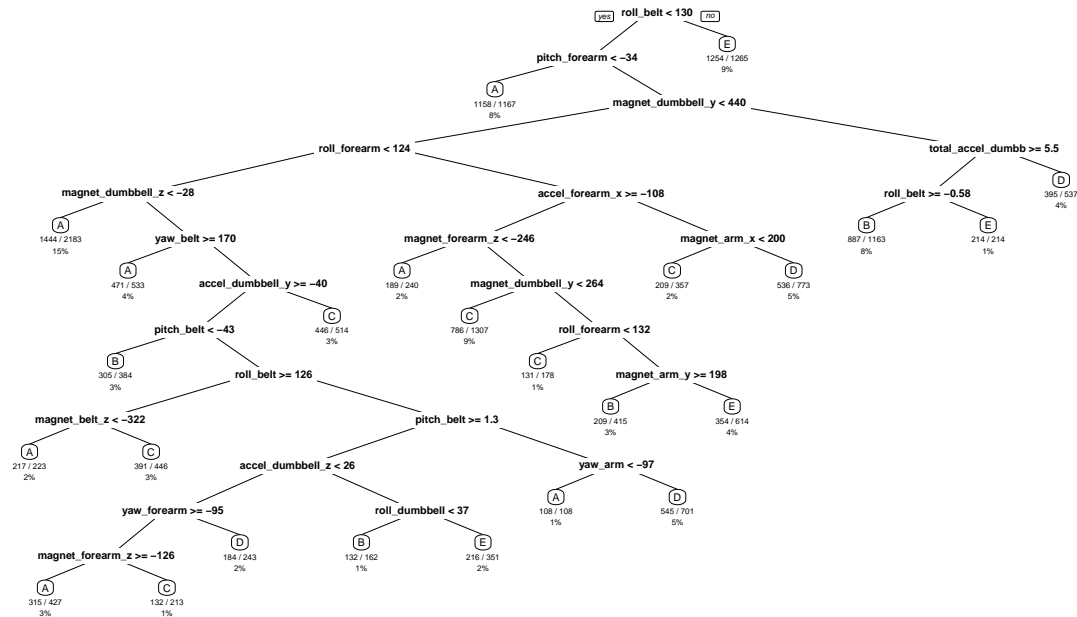 yes roll_belt < 130 no
E
1254 / 1265
9%
pitch_forearm < −34
A
1158 / 1167
8%
magnet_dumbbell_y < 440
roll_forearm < 124
total_accel_dumbb >= 5.5
magnet_dumbbell_z < −28
accel_forearm_x >= −108
roll_belt >= −0.58
D
395 / 537
4%
A
1444 / 2183
15%
yaw_belt >= 170
magnet_forearm_z < −246
magnet_arm_x < 200
B
887 / 1163
8%
E
214 / 214
1%
A
471 / 533
4%
accel_dumbbell_y >= −40
A
189 / 240
2%
magnet_dumbbell_y < 264
C
209 / 357
2%
D
536 / 773
5%
pitch_belt < −43
C
446 / 514
3%
C
786 / 1307
9%
roll_forearm < 132
B
305 / 384
3%
roll_belt >= 126
C
131 / 178
1%
magnet_arm_y >= 198
magnet_belt_z < −322
pitch_belt >= 1.3
B
209 / 415
3%
E
354 / 614
4%
A
217 / 223
2%
C
391 / 446
3%
accel_dumbbell_z < 26
yaw_arm < −97
yaw_forearm >= −95
roll_dumbbell < 37
A
108 / 108
1%
D
545 / 701
5%
magnet_forearm_z >= −126
D
184 / 243
2%
B
132 / 162
1%
E
216 / 351
2%
A
315 / 427
3%
C
132 / 213
1%